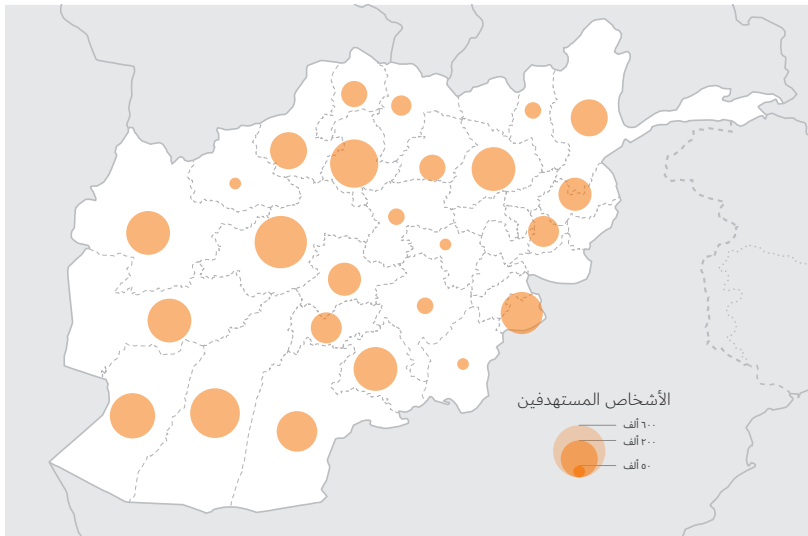 الأشخاص المستهدفين
٦٠٠ ألف
٢٠٠ ألف
٥٠ ألف